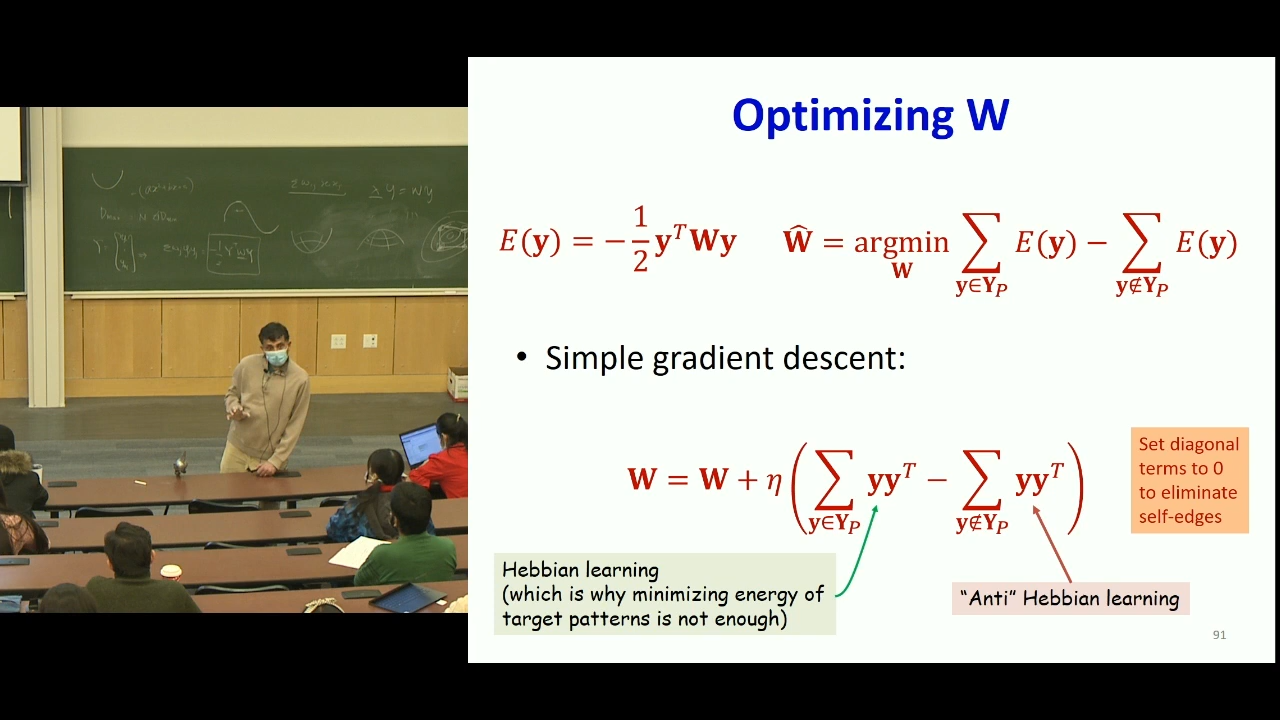 Optimizing W
E(y) = −1/2 yᵀWy    Ŵ = argmin_W ∑_{y∈Y_P} E(y) − ∑_{y∉Y_P} E(y)
• Simple gradient descent:
W = W + η(∑_{y∈Y_P} yyᵀ − ∑_{y∉Y_P} yyᵀ)
Set diagonal
terms to 0
to eliminate
self-edges
Hebbian learning
(which is why minimizing energy of
target patterns is not enough)
“Anti” Hebbian learning
91